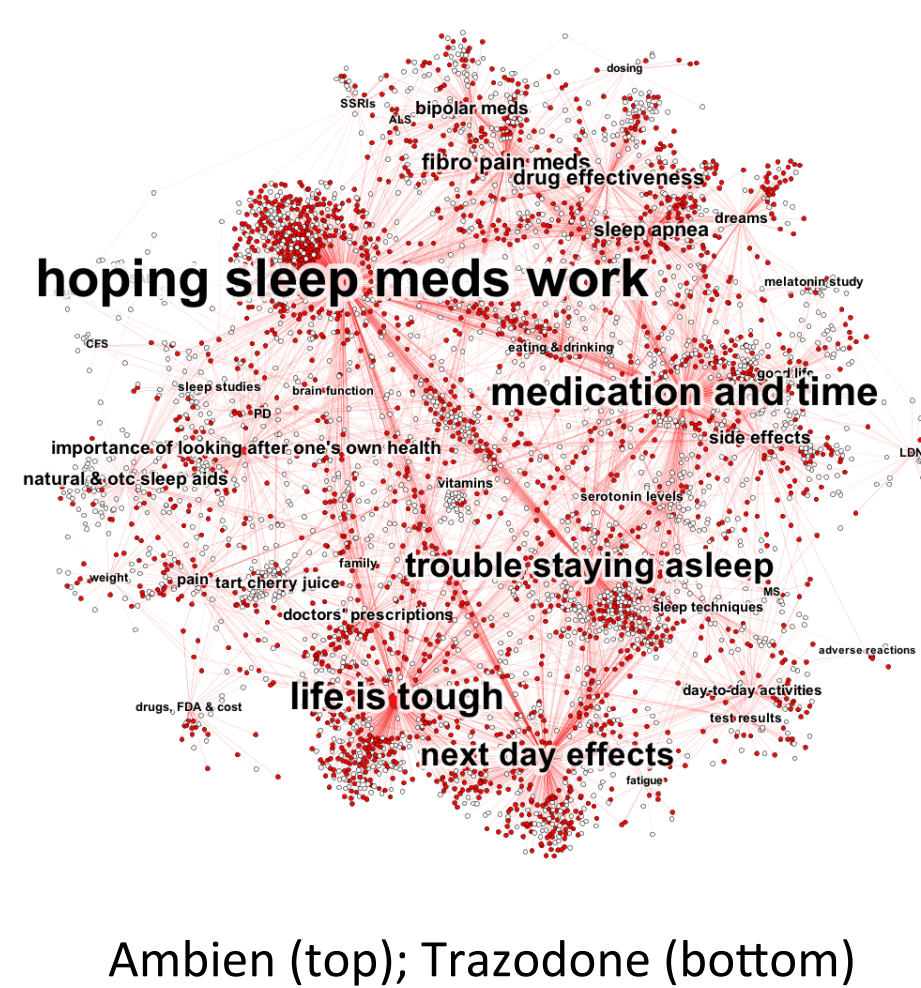 dosing
SSRIs
bipolar meds
ALS
fibro pain meds
drug effectiveness
dreams
sleep apnea
hoping sleep meds work
melatonin study
CFS
eating & drinking
good life
sleep studies
brain function
medication and time
PD
side effects
importance of looking after one's own health
LDN
natural & otc sleep aids
vitamins
serotonin levels
family
trouble staying asleep
weight
pain
tart cherry juice
MS
sleep techniques
doctors' prescriptions
adverse reactions
life is tough
day-to-day activities
drugs, FDA & cost
test results
next day effects
fatigue
Ambien (top); Trazodone (bottom)